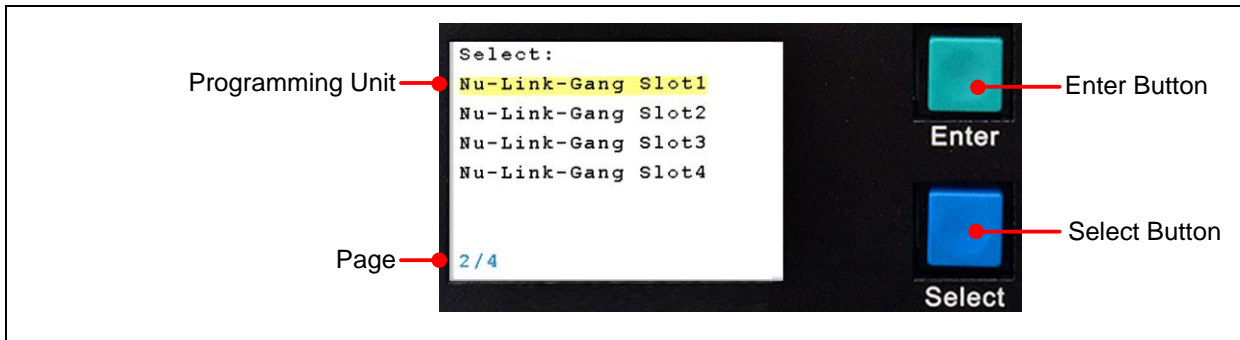 Select:
Programming Unit
Nu-Link-Gang Slot1
Nu-Link-Gang Slot2
Nu-Link-Gang Slot3
Nu-Link-Gang Slot4
Page
2/4
Enter Button
Enter
Select Button
Select